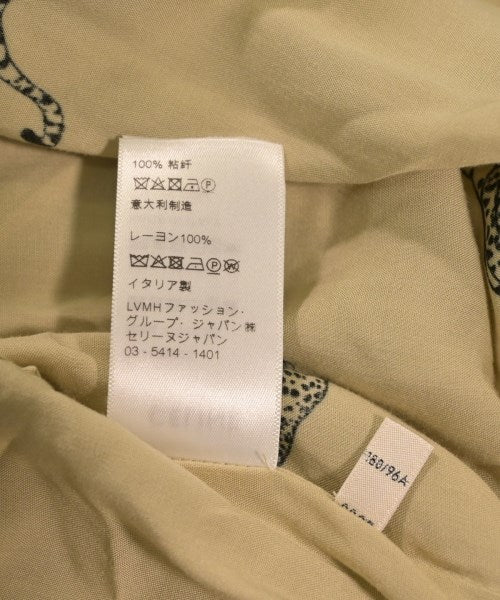 100% 粘纤
意大利制造
レーヨン100%
イタリア製
LVMHファッション・
グループ・ジャパン㈱
セリーヌジャパン
03 - 5414 - 1401
380/96A